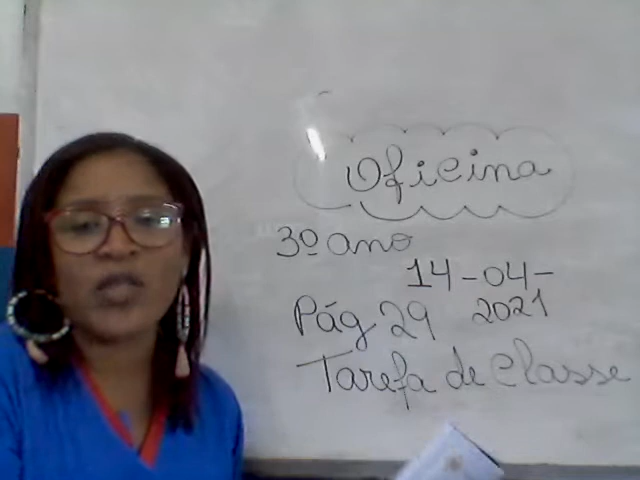 Oficina
3º ano
14-04-
2021
Pág 29
Tarefa de classe